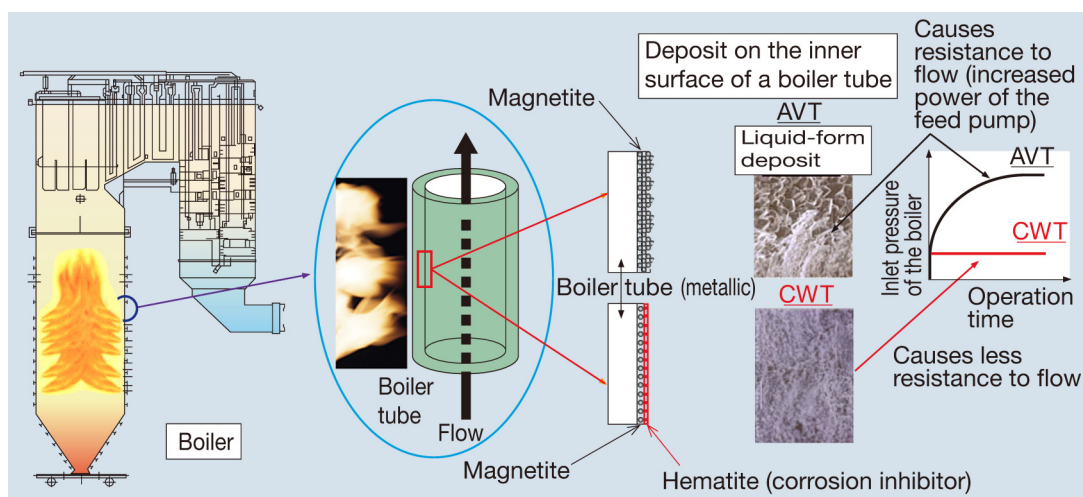 Boiler
Boiler
tube
Flow
Magnetite
Boiler tube (metallic)
Magnetite
Hematite (corrosion inhibitor)
Deposit on the inner
surface of a boiler tube
AVT
Liquid-form
deposit
CWT
Causes
resistance to
flow (increased
power of the
feed pump)
AVT
CWT
Inlet pressure
of the boiler
Operation
time
Causes less
resistance to flow